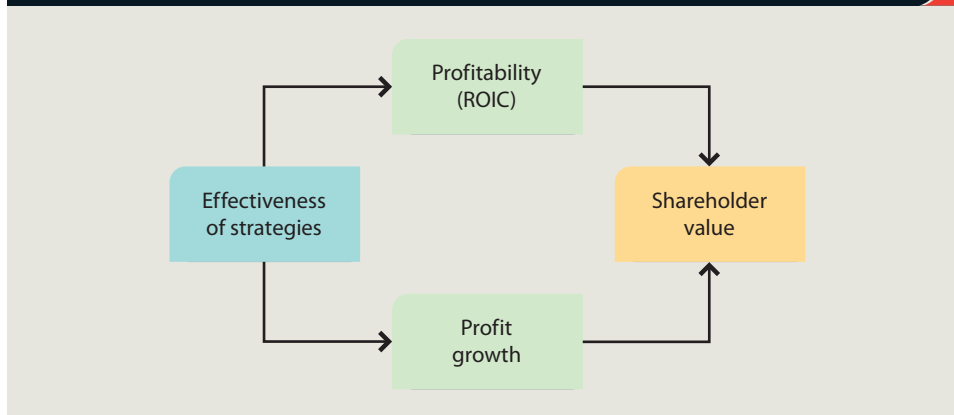 Profitability
(ROIC)
Effectiveness
of strategies
Shareholder
value
Profit
growth